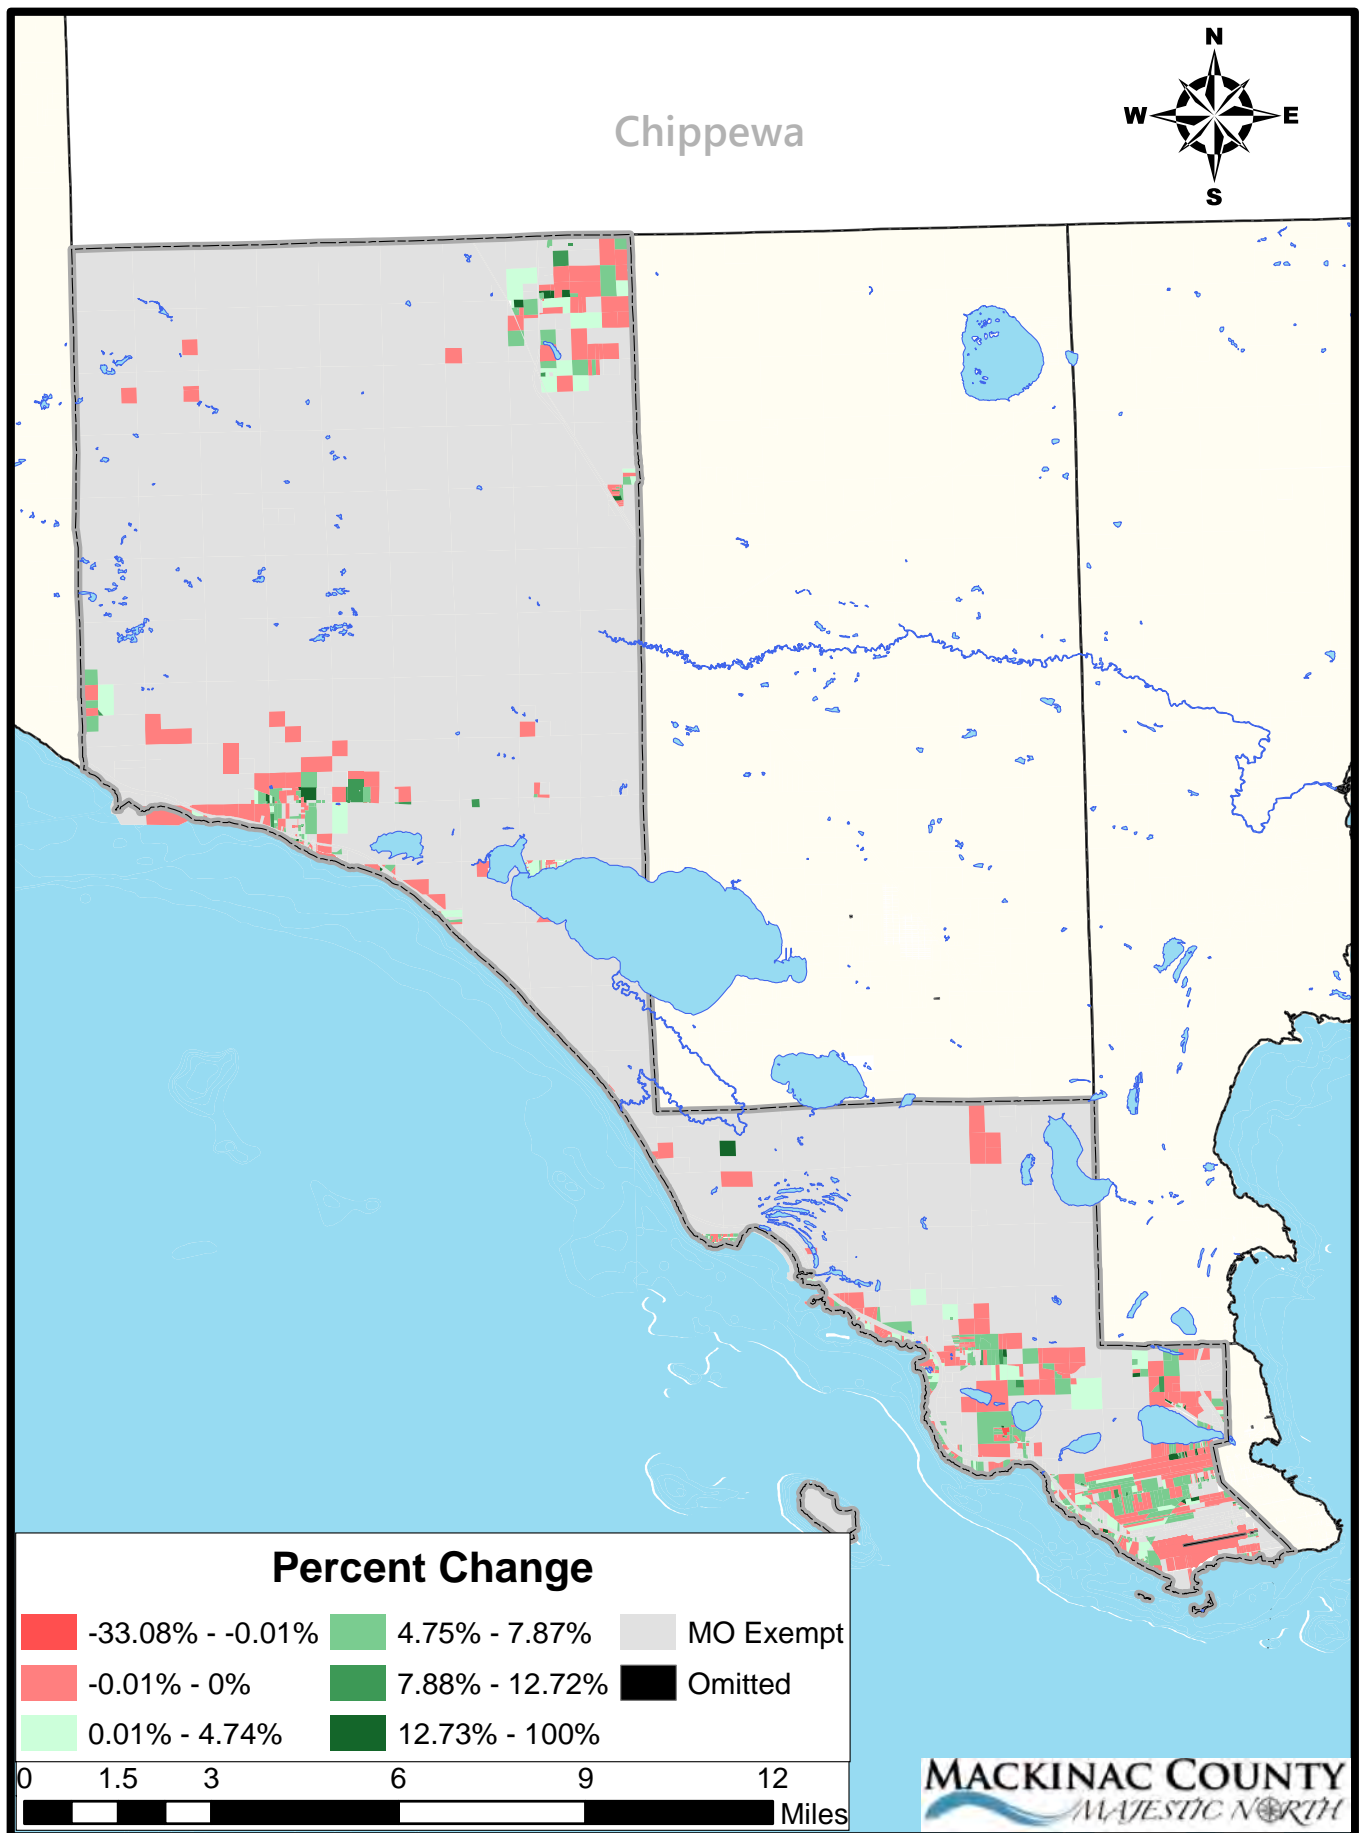 N
W E
S
Chippewa
Percent Change
-33.08% - -0.01%
4.75% - 7.87%
MO Exempt
-0.01% - 0%
7.88% - 12.72%
Omitted
0.01% - 4.74%
12.73% - 100%
0 1.5 3 6 9 12
Miles
MACKINAC COUNTY
MAJESTIC NORTH